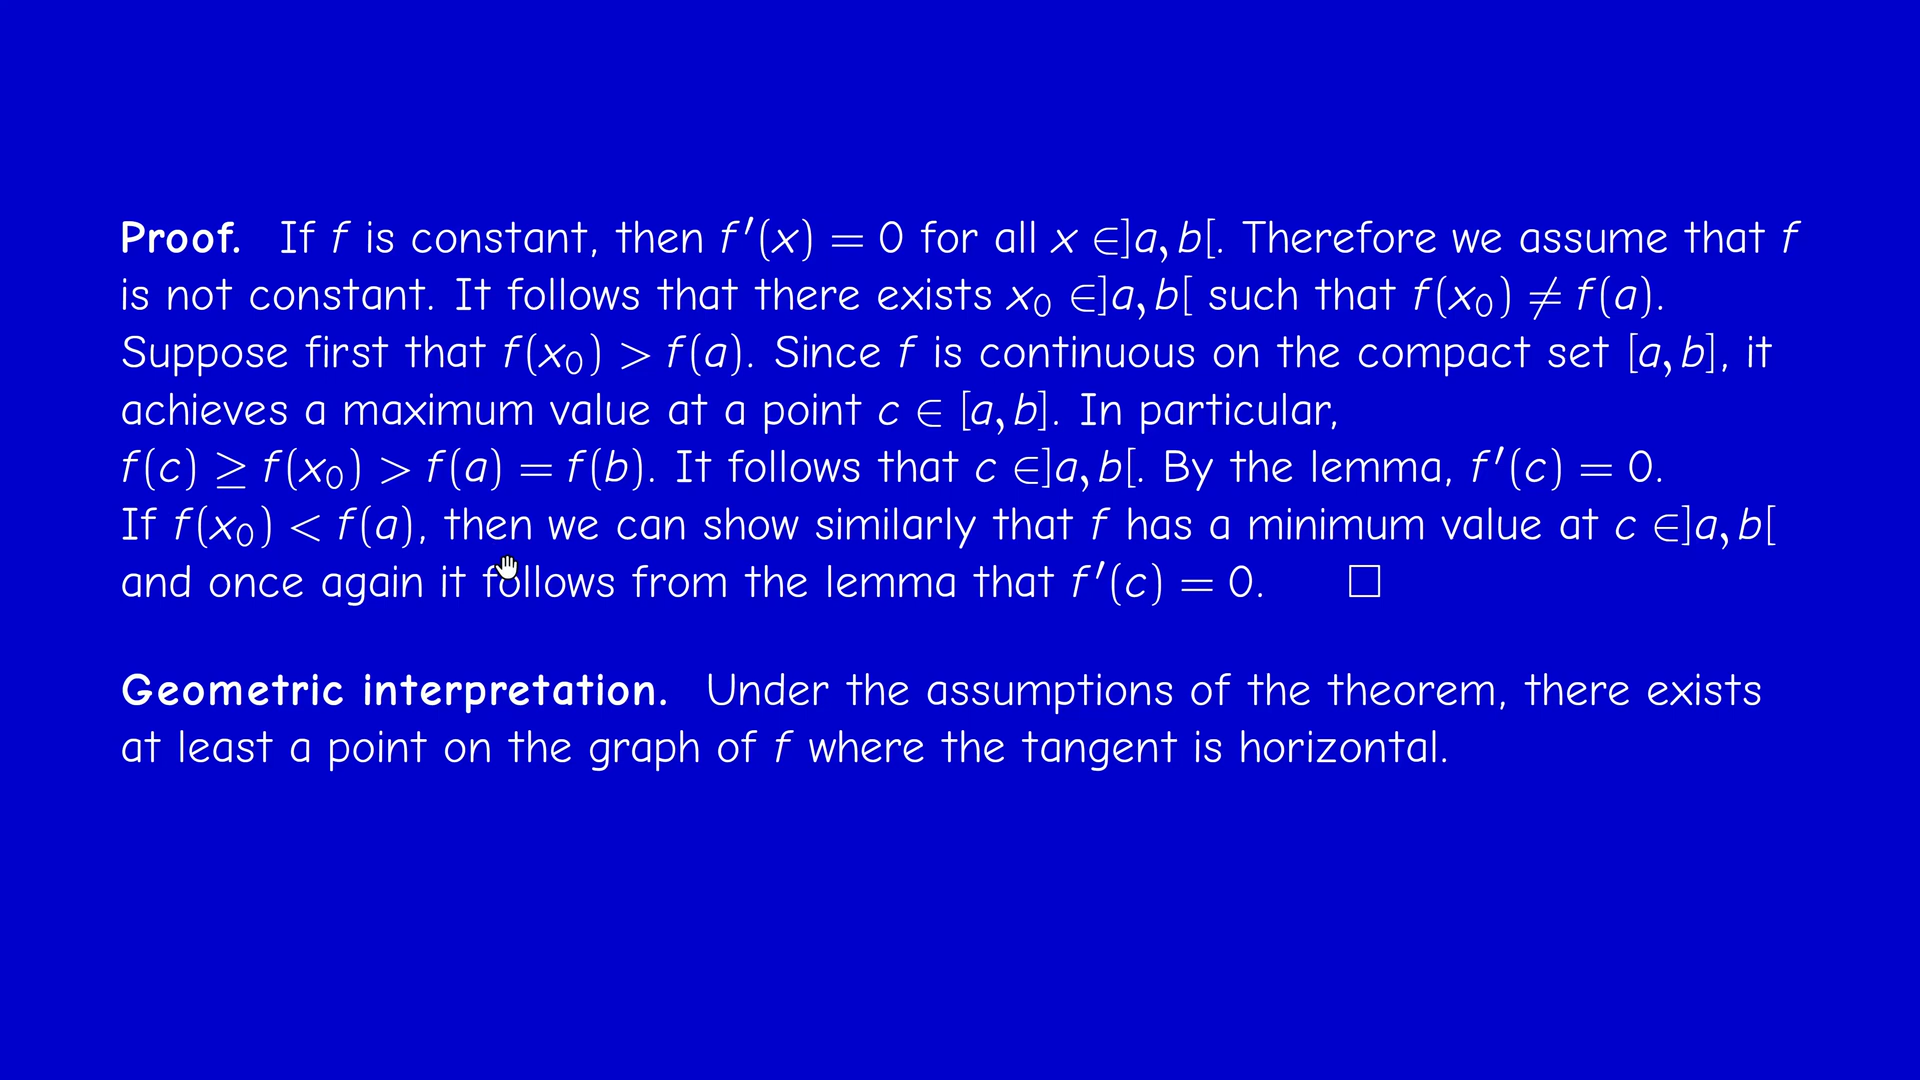 Proof. If f is constant, then f′(x) = 0 for all x ∈]a, b[. Therefore we assume that f
is not constant. It follows that there exists x₀ ∈]a, b[ such that f(x₀) ≠ f(a).
Suppose first that f(x₀) > f(a). Since f is continuous on the compact set [a, b], it
achieves a maximum value at a point c ∈ [a, b]. In particular,
f(c) ≥ f(x₀) > f(a) = f(b). It follows that c ∈]a, b[. By the lemma, f′(c) = 0.
If f(x₀) < f(a), then we can show similarly that f has a minimum value at c ∈]a, b[
and once again it follows from the lemma that f′(c) = 0. □
Geometric interpretation. Under the assumptions of the theorem, there exists
at least a point on the graph of f where the tangent is horizontal.